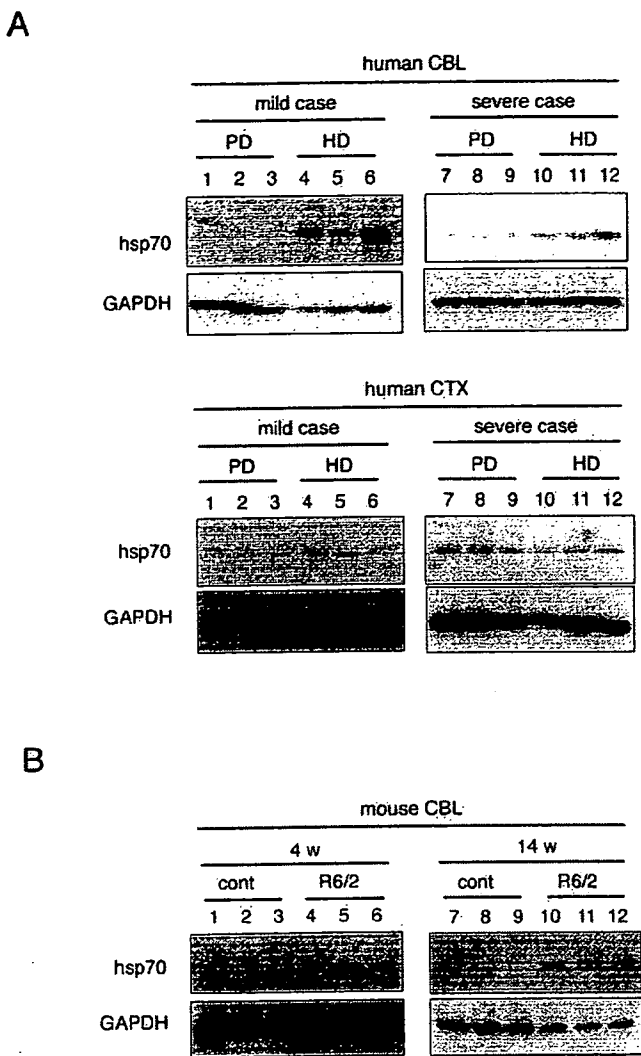 A
human CBL
mild case severe case
PD HD PD HD
1 2 3 4 5 6 7 8 9 10 11 12
hsp70
GAPDH
human CTX
mild case severe case
PD HD PD HD
1 2 3 4 5 6 7 8 9 10 11 12
hsp70
GAPDH
B
mouse CBL
4 w 14 w
cont R6/2 cont R6/2
1 2 3 4 5 6 7 8 9 10 11 12
hsp70
GAPDH